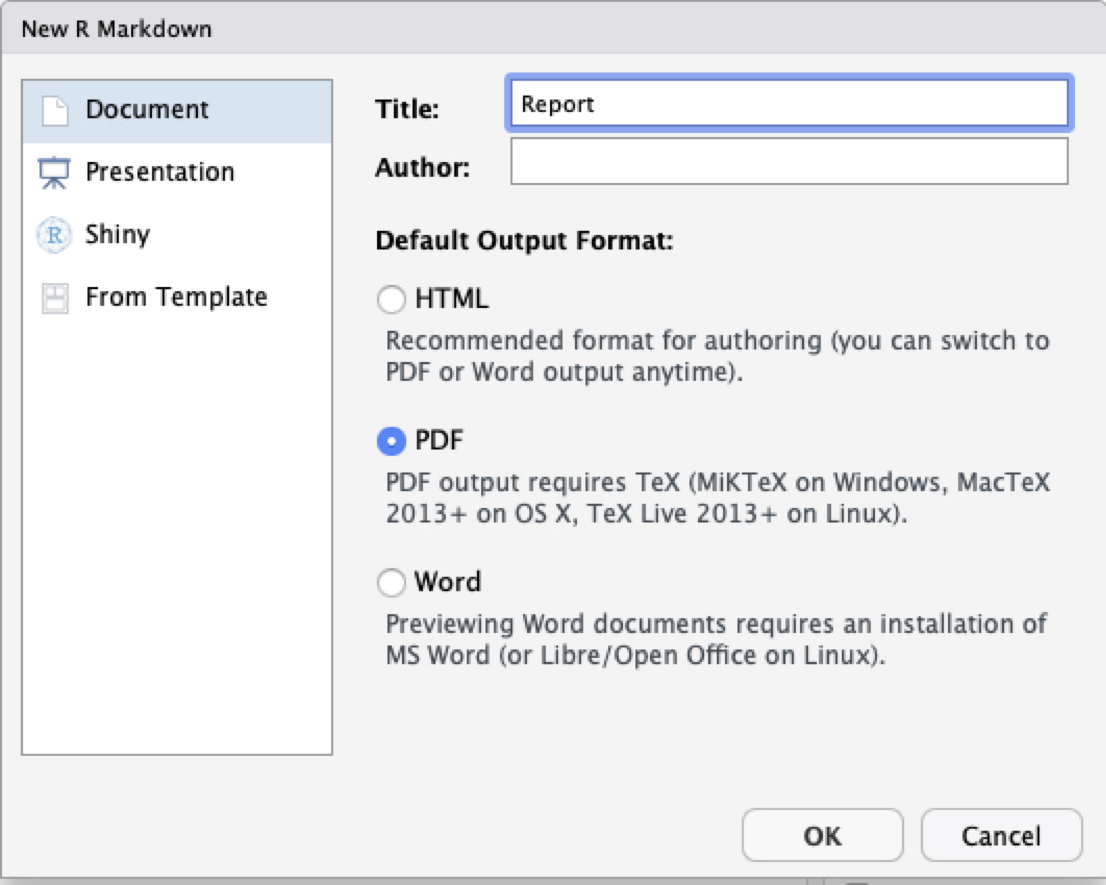 New R Markdown
Document
Presentation
R
Shiny
From Template
Title:
Report
Author:
Default Output Format:
HTML
Recommended format for authoring (you can switch to
PDF or Word output anytime).
PDF
PDF output requires TeX (MiKTeX on Windows, MacTeX
2013+ on OS X, TeX Live 2013+ on Linux).
Word
Previewing Word documents requires an installation of
MS Word (or Libre/Open Office on Linux).
OK
Cancel